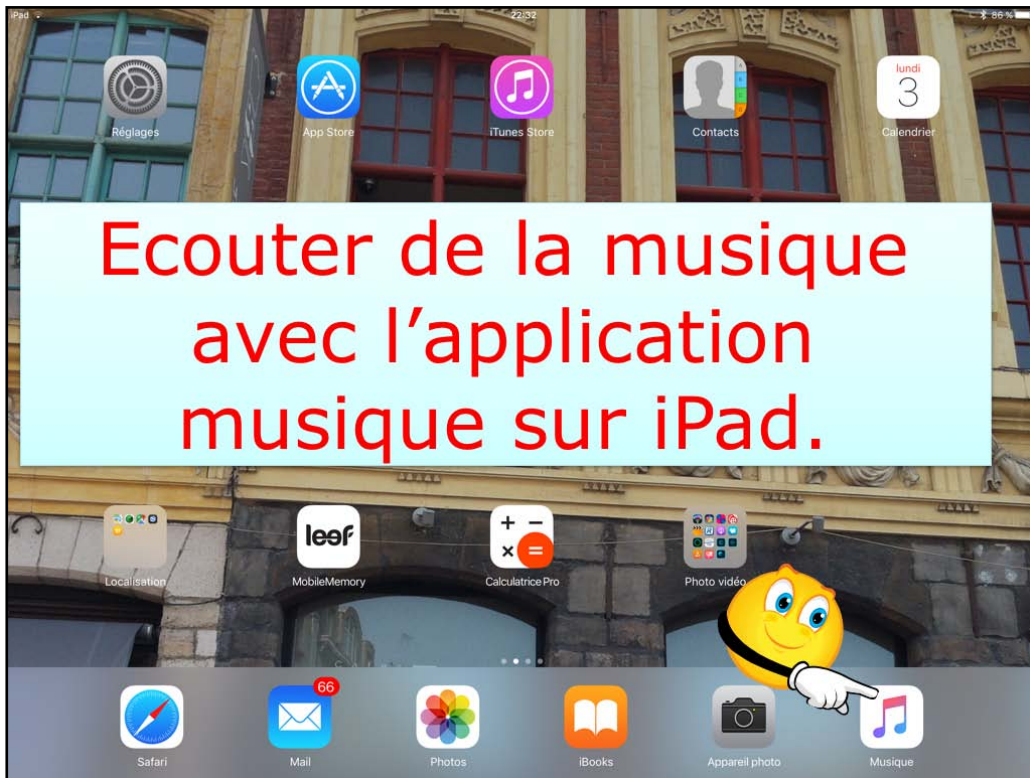 iPad
22:32
86 %
Réglages
App Store
iTunes Store
Contacts
lundi
3
Calendrier
Ecouter de la musique
avec l’application
musique sur iPad.
Localisation
leef
MobileMemory
+ −
× =
Calculatrice Pro
Photo vidéo
66
Safari
Mail
Photos
iBooks
Appareil photo
Musique